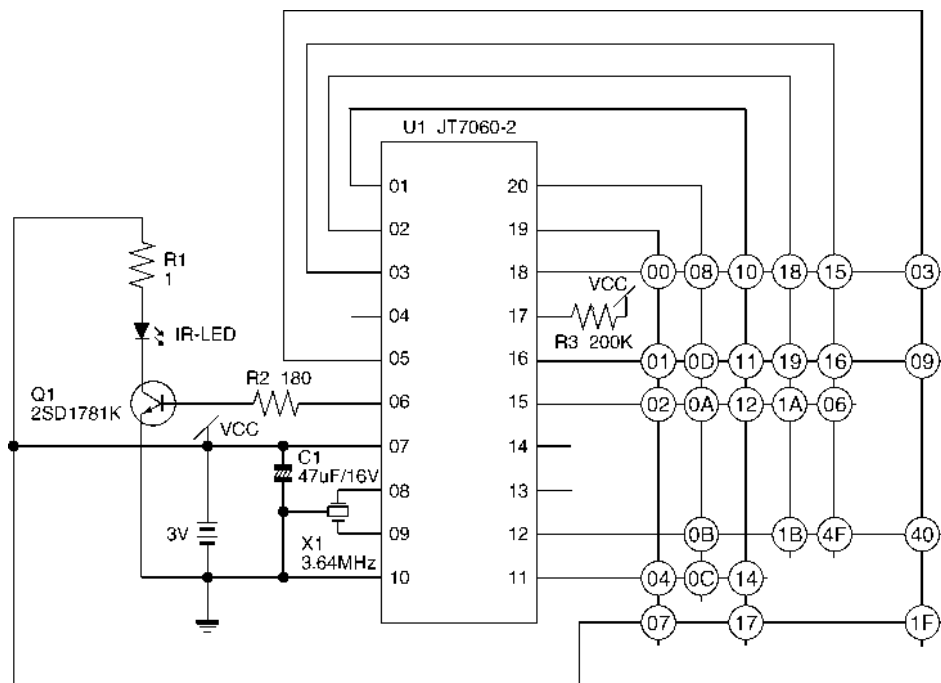 U1 JT7060-2
01 20
02 19
03 18 00 08 10 18 15 03
R1
1
VCC
04 17
IR-LED
R3 200K
05 16 01 0D 11 19 16 09
R2 180
Q1
2SD1781K
06 15 02 0A 12 1A 06
VCC
07 14
C1
47uF/16V
08 13
3V
09 12 0B 1B 4F 40
X1
3.64MHz
10 11 04 0C 14
07 17 1F